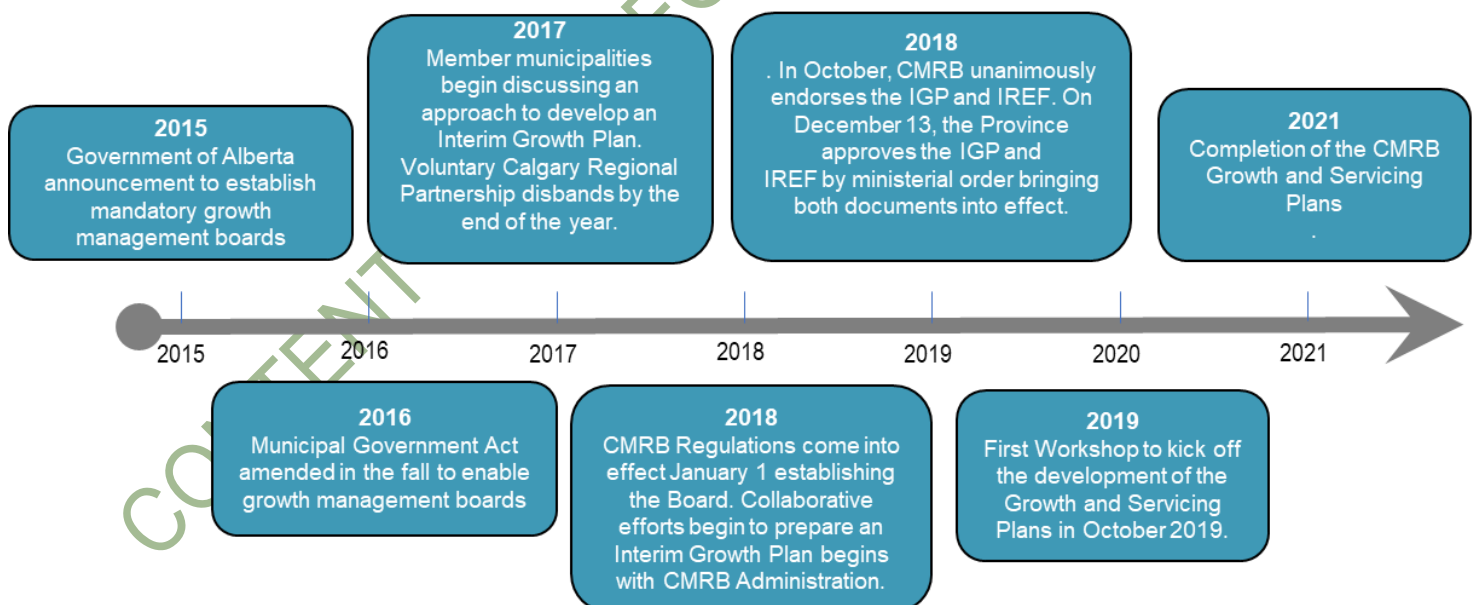 2015
Government of Alberta
announcement to establish
mandatory growth
management boards
2017
Member municipalities
begin discussing an
approach to develop an
Interim Growth Plan.
Voluntary Calgary Regional
Partnership disbands by the
end of the year.
2018
. In October, CMRB unanimously
endorses the IGP and IREF. On
December 13, the Province
approves the IGP and
IREF by ministerial order bringing
both documents into effect.
2021
Completion of the CMRB
Growth and Servicing
Plans
.
2015
2016
2017
2018
2019
2020
2021
2016
Municipal Government Act
amended in the fall to enable
growth management boards
2018
CMRB Regulations come into
effect January 1 establishing
the Board. Collaborative
efforts begin to prepare an
Interim Growth Plan begins
with CMRB Administration.
2019
First Workshop to kick off
the development of the
Growth and Servicing
Plans in October 2019.